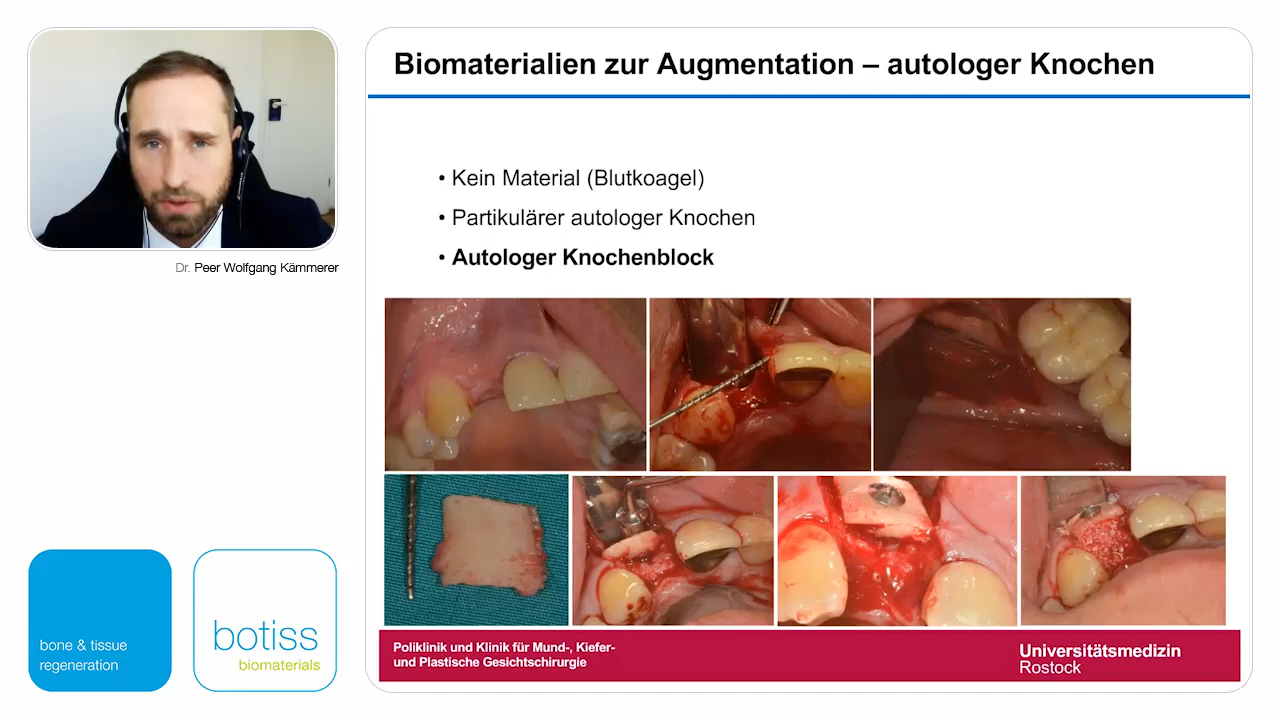 Biomaterialien zur Augmentation – autologer Knochen
Dr. Peer Wolfgang Kämmerer
• Kein Material (Blutkoagel)
• Partikulärer autologer Knochen
• Autologer Knochenblock
bone & tissue
regeneration
botiss
biomaterials
Poliklinik und Klinik für Mund-, Kiefer-
und Plastische Gesichtschirurgie
Universitätsmedizin
Rostock